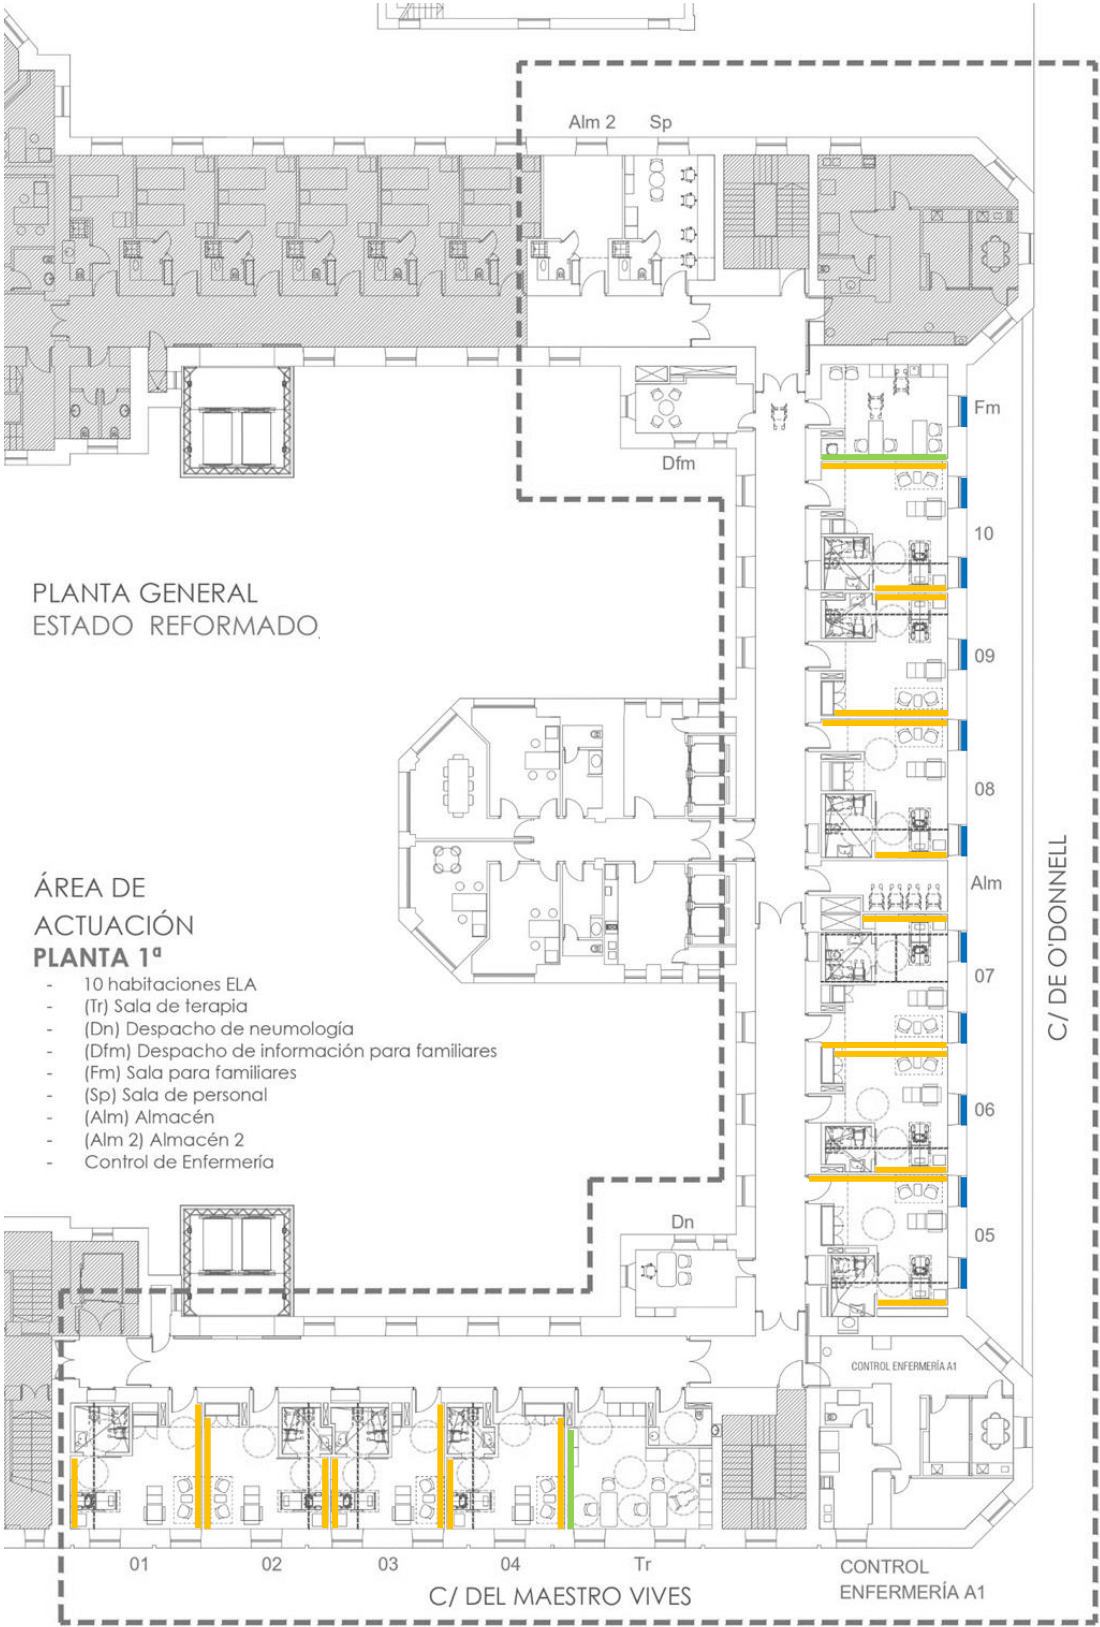 Alm 2 Sp
Fm
Dfm
10
PLANTA GENERAL
ESTADO REFORMADO
09
08
C/ DE O'DONNELL
Alm
ÁREA DE
ACTUACIÓN
PLANTA 1ª
07
- 10 habitaciones ELA
- (Tr) Sala de terapia
- (Dn) Despacho de neumología
- (Dfm) Despacho de información para familiares
- (Fm) Sala para familiares
- (Sp) Sala de personal
- (Alm) Almacén
- (Alm 2) Almacén 2
- Control de Enfermería
06
Dn
05
CONTROL ENFERMERÍA A1
01 02 03 04 Tr
CONTROL
ENFERMERÍA A1
C/ DEL MAESTRO VIVES